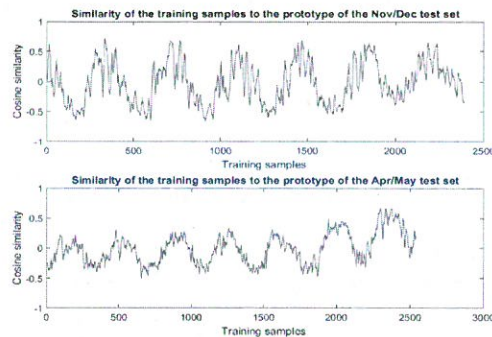 Similarity of the training samples to the prototype of the Nov/Dec test set
1
0.5
0
-0.5
-1
Cosine similarity
0 500 1000 1500 2000 2500
Training samples
Similarity of the training samples to the prototype of the Apr/May test set
1
0.5
0
-0.5
-1
Cosine similarity
0 500 1000 1500 2000 2500 3000
Training samples